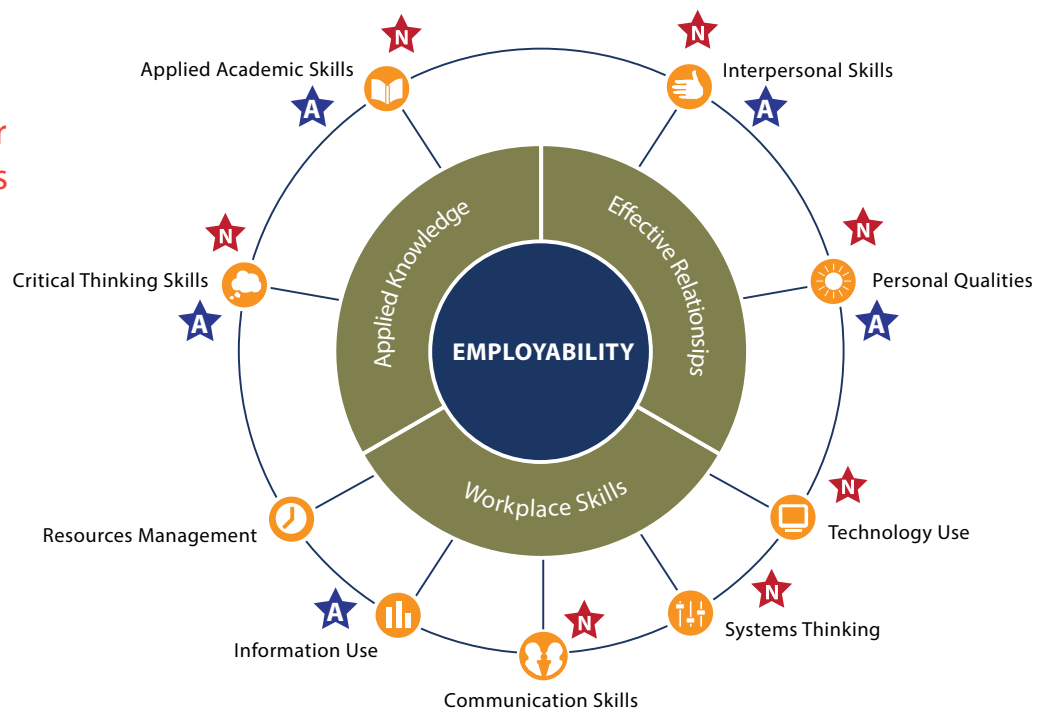 N
N
Applied Academic Skills
Interpersonal Skills
A
A
r
s
Effective Relationsips
Applied Knowledge
N
N
Critical Thinking Skills
Personal Qualities
A
A
EMPLOYABILITY
Workplace Skills
N
Resources Management
Technology Use
N
A
N
Systems Thinking
Information Use
Communication Skills